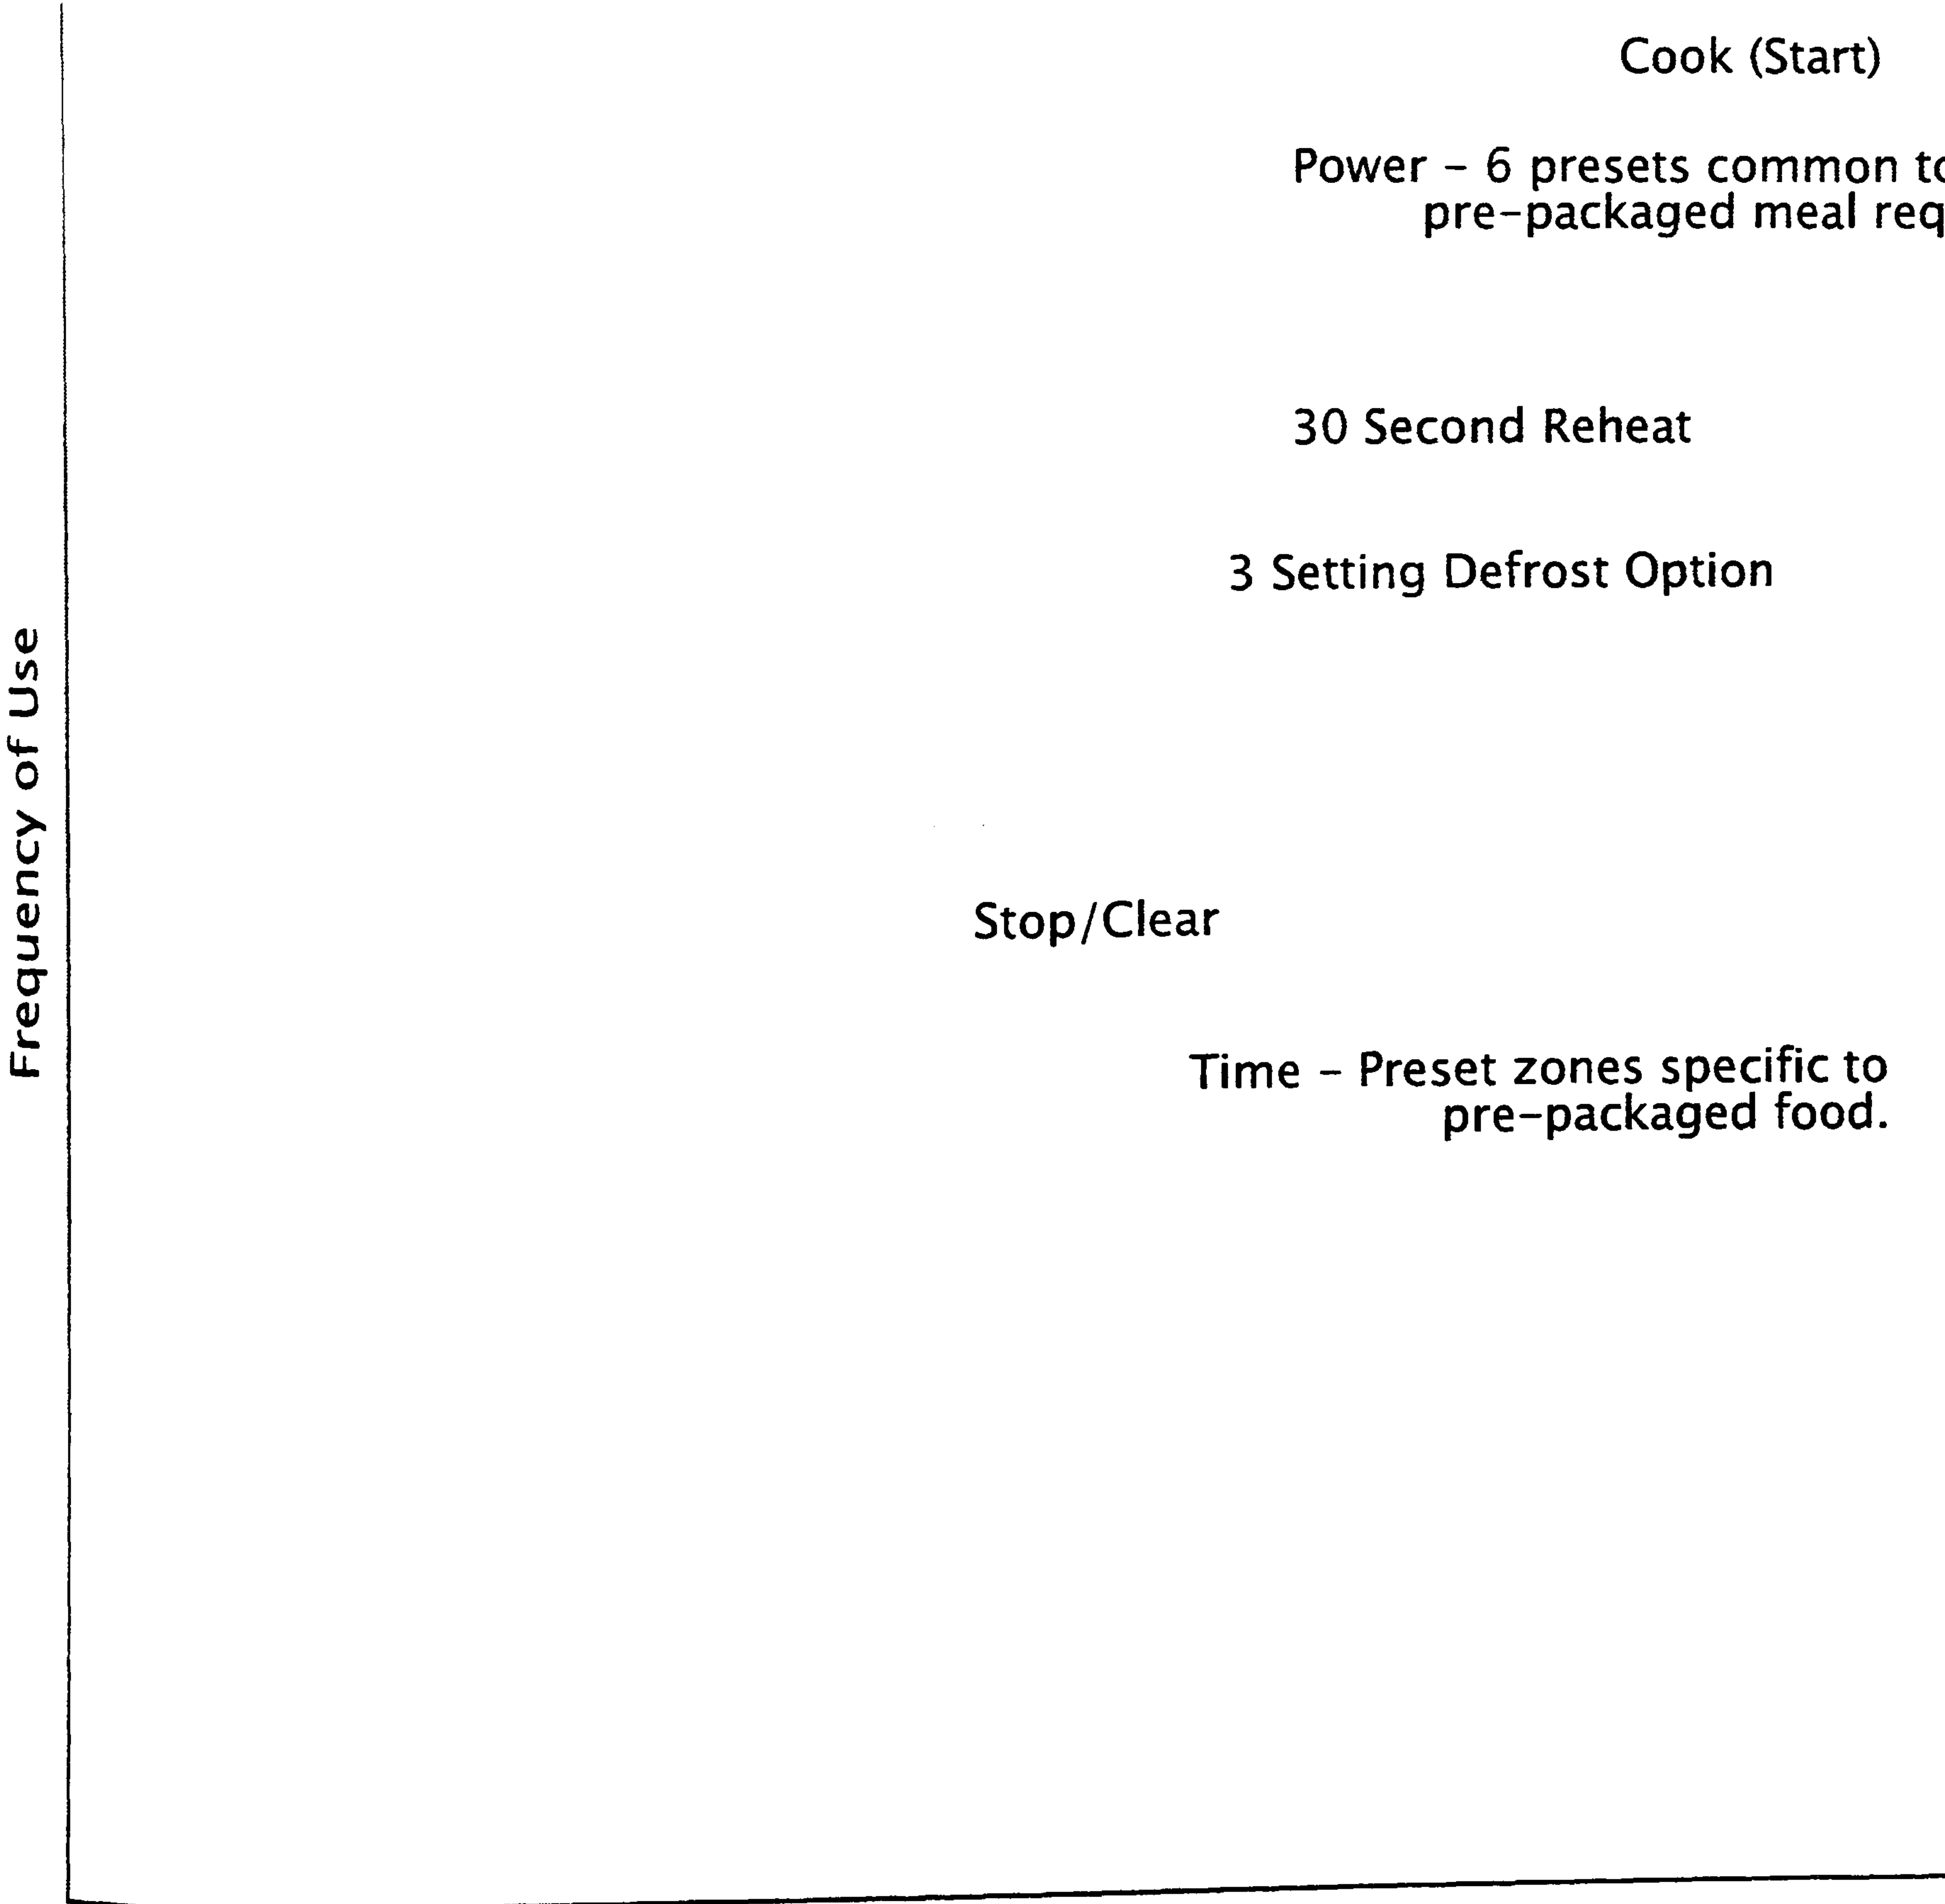 Cook (Start)
Power – 6 presets common to
pre-packaged meal req
30 Second Reheat
3 Setting Defrost Option
Frequency of Use
Stop/Clear
Time – Preset zones specific to
pre-packaged food.